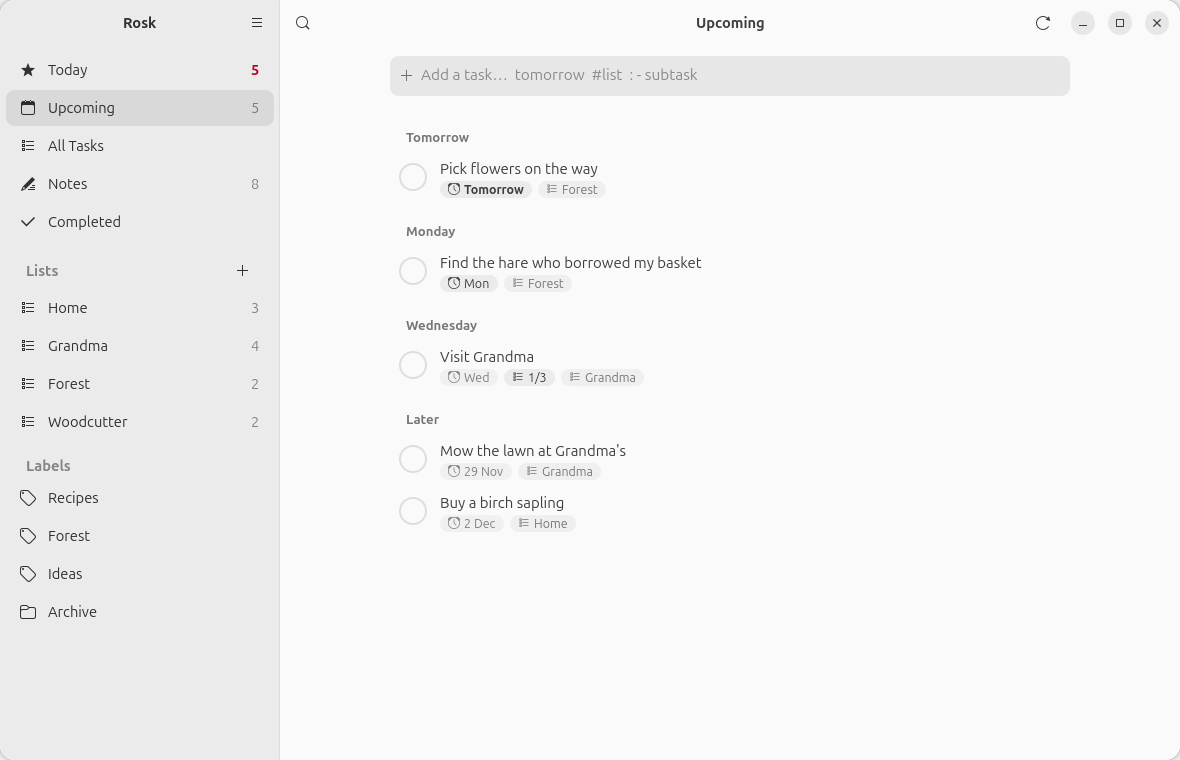 Rosk
Today 5
Upcoming 5
All Tasks
Notes 8
Completed
Lists
Home 3
Grandma 4
Forest 2
Woodcutter 2
Labels
Recipes
Forest
Ideas
Archive
Upcoming
Add a task… tomorrow #list : - subtask
Tomorrow
Pick flowers on the way
Tomorrow Forest
Monday
Find the hare who borrowed my basket
Mon Forest
Wednesday
Visit Grandma
Wed 1/3 Grandma
Later
Mow the lawn at Grandma's
29 Nov Grandma
Buy a birch sapling
2 Dec Home